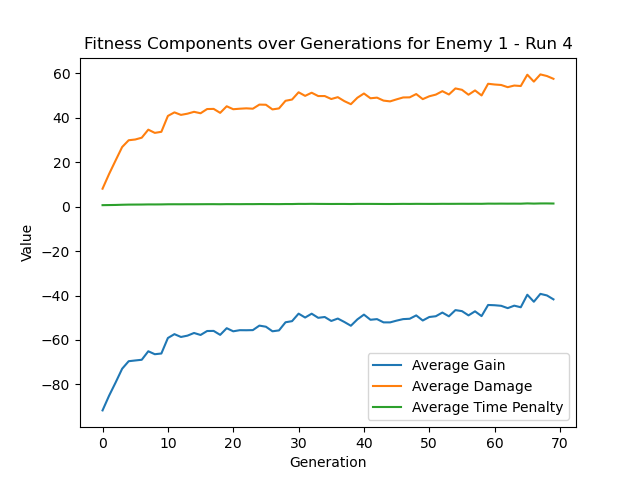 Fitness Components over Generations for Enemy 1 - Run 4
60
40
20
0
−20
−40
−60
−80
Value
0 10 20 30 40 50 60 70
Generation
Average Gain
Average Damage
Average Time Penalty